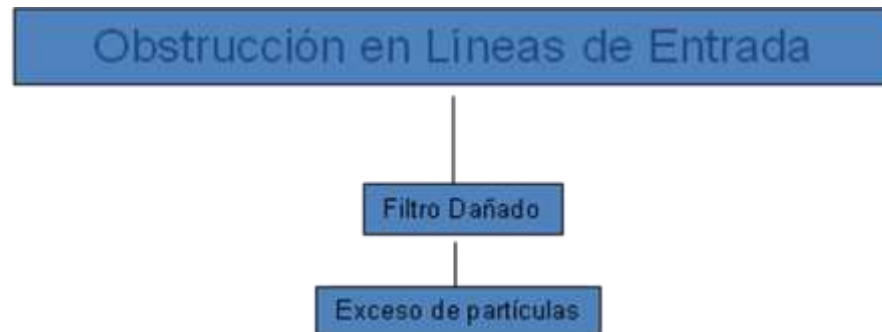 Obstrucción en Líneas de Entrada
Filtro Dañado
Exceso de partículas